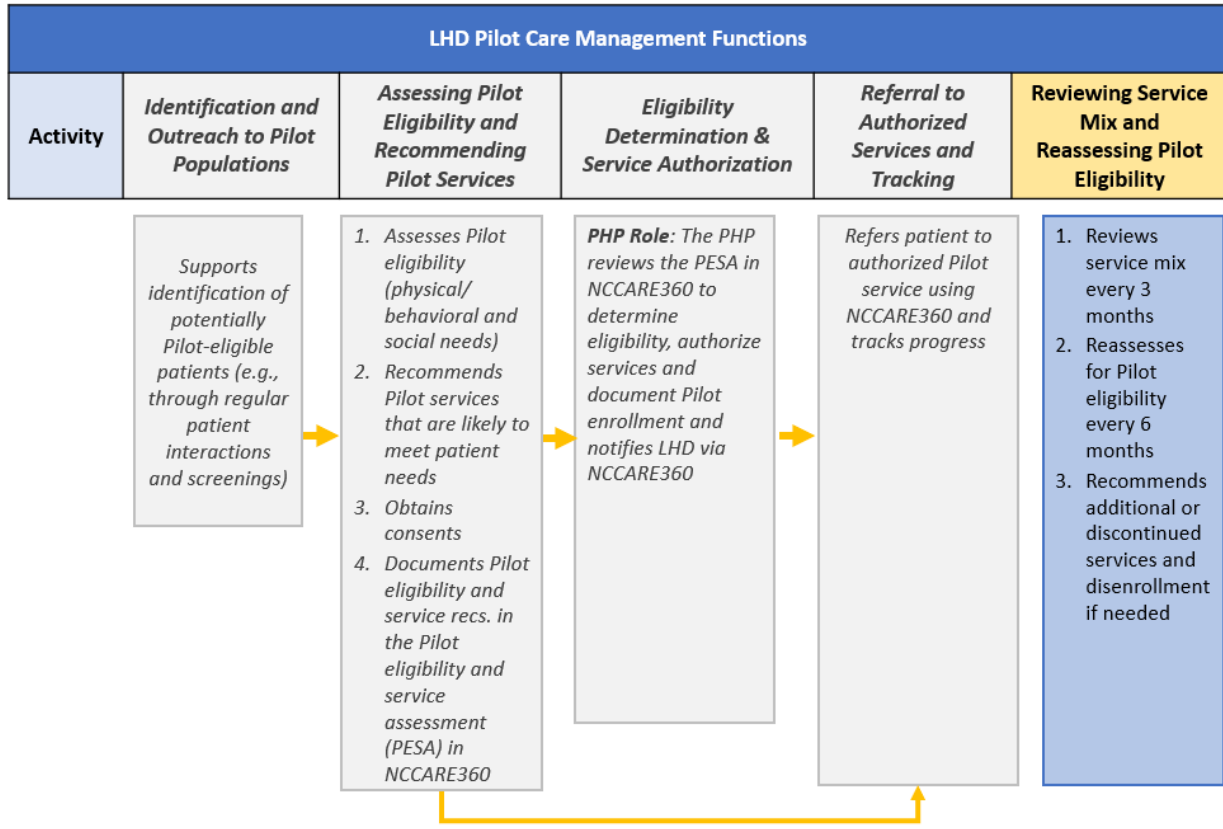 LHD Pilot Care Management Functions
Activity
Identification and
Outreach to Pilot
Populations
Assessing Pilot
Eligibility and
Recommending
Pilot Services
Eligibility
Determination &
Service Authorization
Referral to
Authorized
Services and
Tracking
Reviewing Service
Mix and
Reassessing Pilot
Eligibility
Supports
identification of
potentially
Pilot-eligible
patients (e.g.,
through regular
patient
interactions
and screenings)
1. Assesses Pilot
eligibility
(physical/
behavioral and
social needs)
2. Recommends
Pilot services
that are likely to
meet patient
needs
3. Obtains
consents
4. Documents Pilot
eligibility and
service recs. in
the Pilot
eligibility and
service
assessment
(PESA) in
NCCARE360
PHP Role: The PHP
reviews the PESA in
NCCARE360 to
determine
eligibility, authorize
services and
document Pilot
enrollment and
notifies LHD via
NCCARE360
Refers patient to
authorized Pilot
service using
NCCARE360 and
tracks progress
1. Reviews
service mix
every 3
months
2. Reassesses
for Pilot
eligibility
every 6
months
3. Recommends
additional or
discontinued
services and
disenrollment
if needed